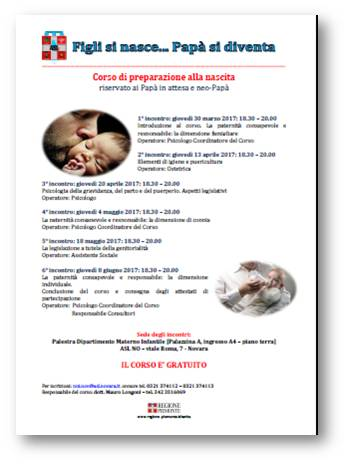 Figli si nasce... Papà si diventa
Corso di preparazione alla nascita
riservato ai Papà in attesa e neo-Papà
1° incontro: giovedì 30 marzo 2017: 18.30 – 20.00
Introduzione al corso. La paternità consapevole e
responsabile: la dimensione familiare
Operatore: Psicologo Coordinatore del Corso
2° incontro: giovedì 13 aprile 2017: 18.30 – 20.00
Elementi di igiene e puericultura
Operatore: Ostetrica
3° incontro: giovedì 20 aprile 2017: 18.30 – 20.00
Psicologia della gravidanza, del parto e del puerperio. Aspetti legislativi
Operatore: Psicologo
4° incontro: giovedì 4 maggio 2017: 18.30 – 20.00
La paternità consapevole e responsabile: la dimensione di coppia
Operatore: Psicologo Coordinatore del Corso
5° incontro: 18 maggio 2017: 18.30 – 20.00
La legislazione a tutela della genitorialità
Operatore: Assistente Sociale
6° incontro: giovedì 8 giugno 2017: 18.30 – 20.00
La paternità consapevole e responsabile: la dimensione
individuale.
Conclusione del corso e consegna degli attestati di
partecipazione
Operatore: Psicologo Coordinatore del Corso
Responsabile Consultori
Sede degli incontri:
Palestra Dipartimento Materno Infantile (Palazzina A, ingresso A4 – piano terra)
ASL NO – viale Roma, 7 - Novara
IL CORSO E' GRATUITO
Per iscrizioni: oppure tel. 0321 374112 – 0321 374113
Responsabile del corso: dott. Mauro Longoni – tel.
REGIONE
PIEMONTE